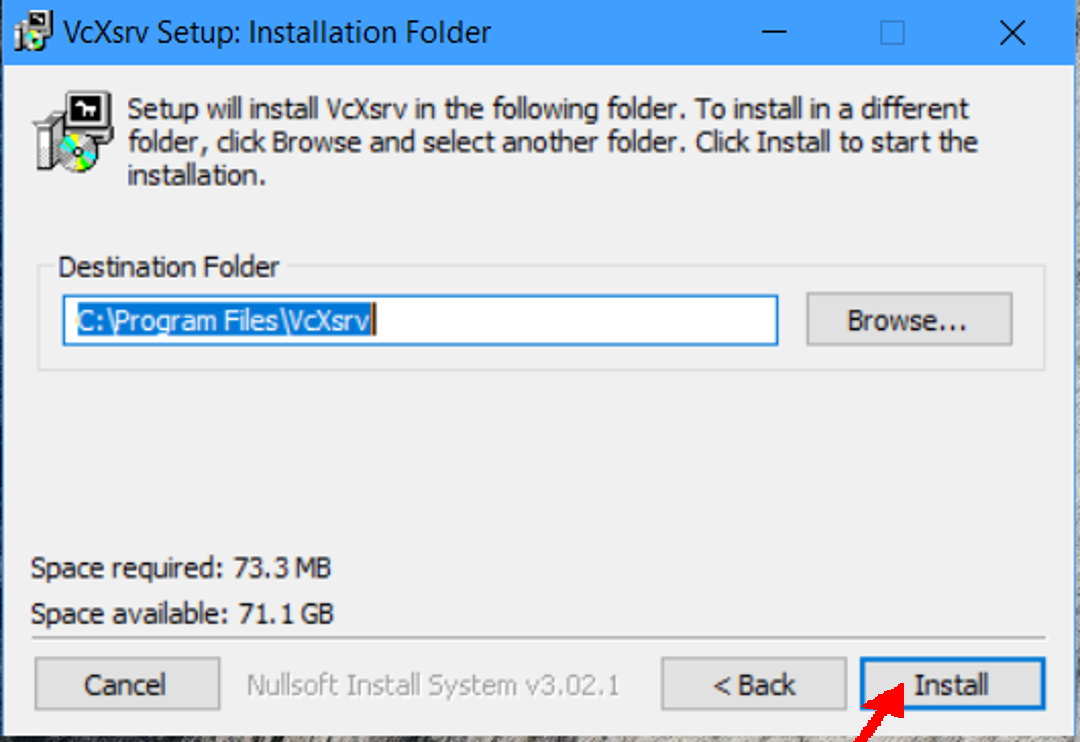 VcXsrv Setup: Installation Folder
Setup will install VcXsrv in the following folder. To install in a different
folder, click Browse and select another folder. Click Install to start the
installation.
Destination Folder
C:\Program Files\VcXsrv
Browse...
Space required: 73.3 MB
Space available: 71.1 GB
Cancel
Nullsoft Install System v3.02.1
< Back
Install